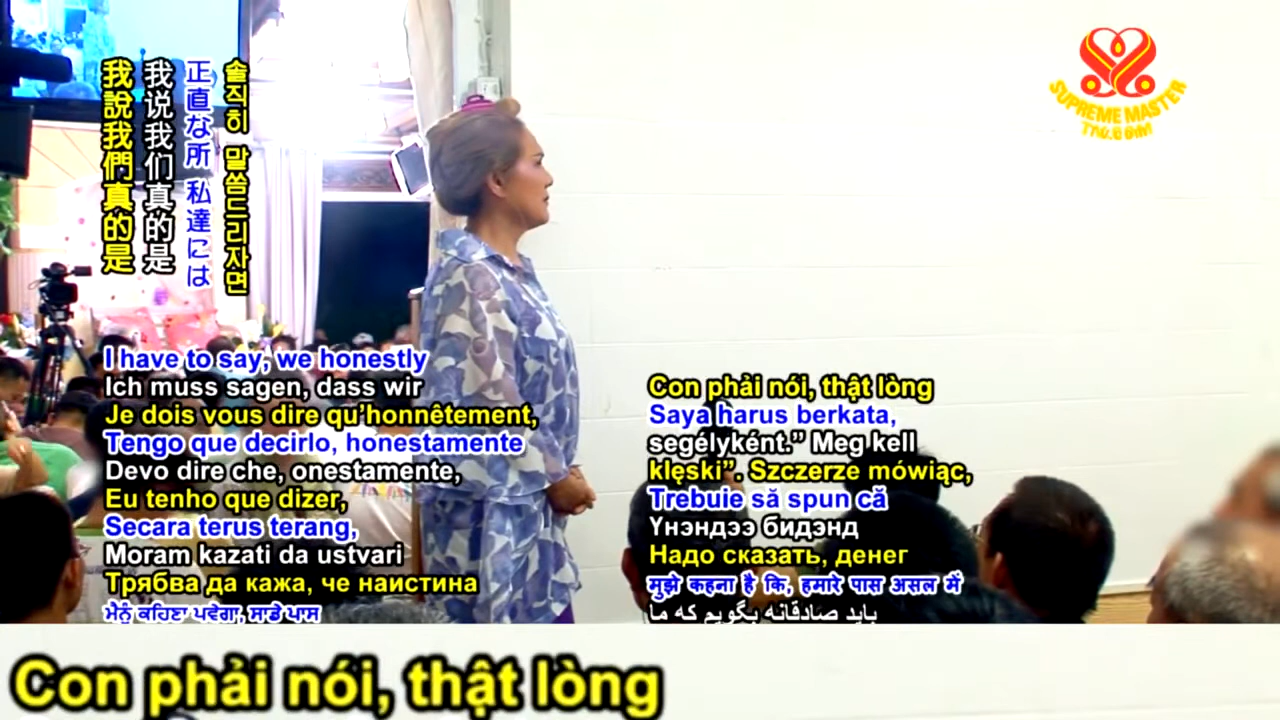 我說我們真的是
我说我们真的是
正直な所 私達には
솔직히 말씀드리자면
SUPREME MASTER
TV.COM
I have to say, we honestly
Ich muss sagen, dass wir
Je dois vous dire qu’honnêtement,
Tengo que decirlo, honestamente
Devo dire che, onestamente,
Eu tenho que dizer,
Secara terus terang,
Moram kazati da ustvari
Трябва да кажа, че наистина
ਮੈਨੂੰ ਕਹਿਣਾ ਪਵੇਗਾ, ਸਾਡੇ ਪਾਸ
Con phải nói, thật lòng
Saya harus berkata,
segélyként.” Meg kell
klęski”. Szczerze mówiąc,
Trebuie să spun că
Үнэндээ бидэнд
Надо сказать, денег
मुझे कहना है कि, हमारे पास असल में
باید صادقانه بگویم که ما
Con phải nói, thật lòng